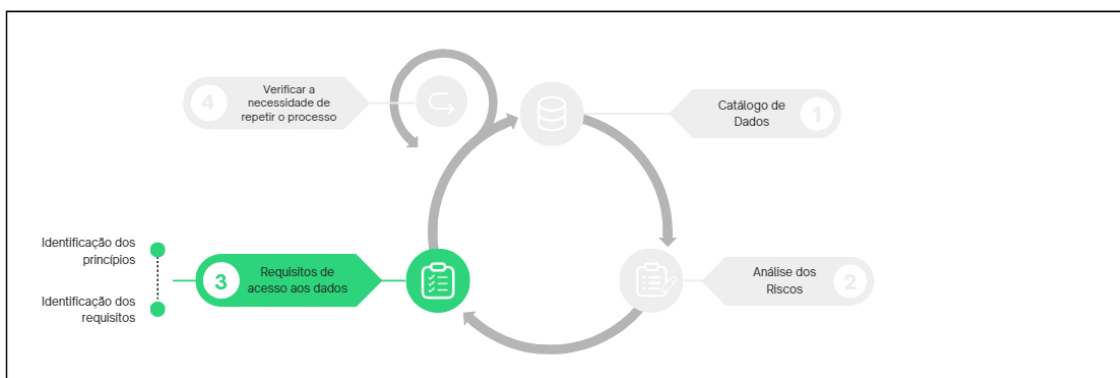 4
Verificar a
necessidade de
repetir o processo
Catálogo de
Dados
1
Identificação dos
princípios
Identificação dos
requisitos
3
Requisitos de
acesso aos dados
Análise dos
Riscos
2